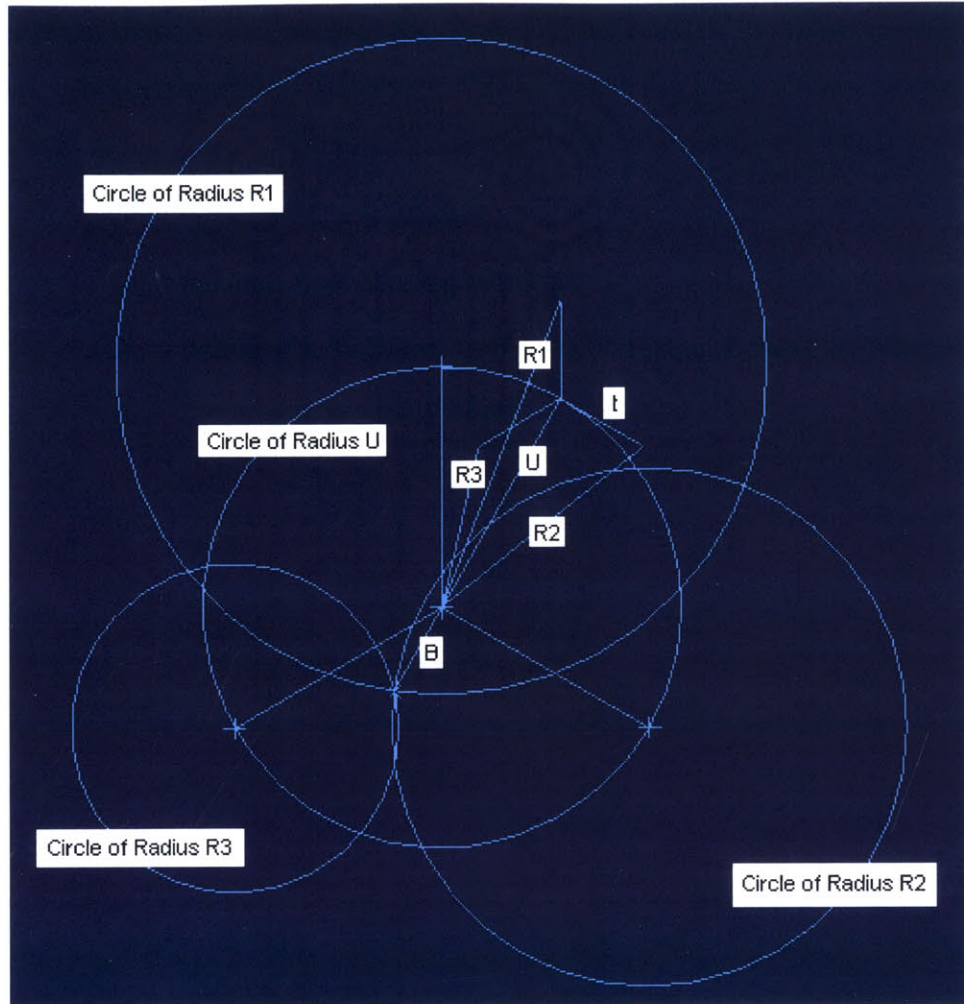 Circle of Radius R1
R1
t
Circle of Radius U
U
R3
R2
B
Circle of Radius R3
Circle of Radius R2